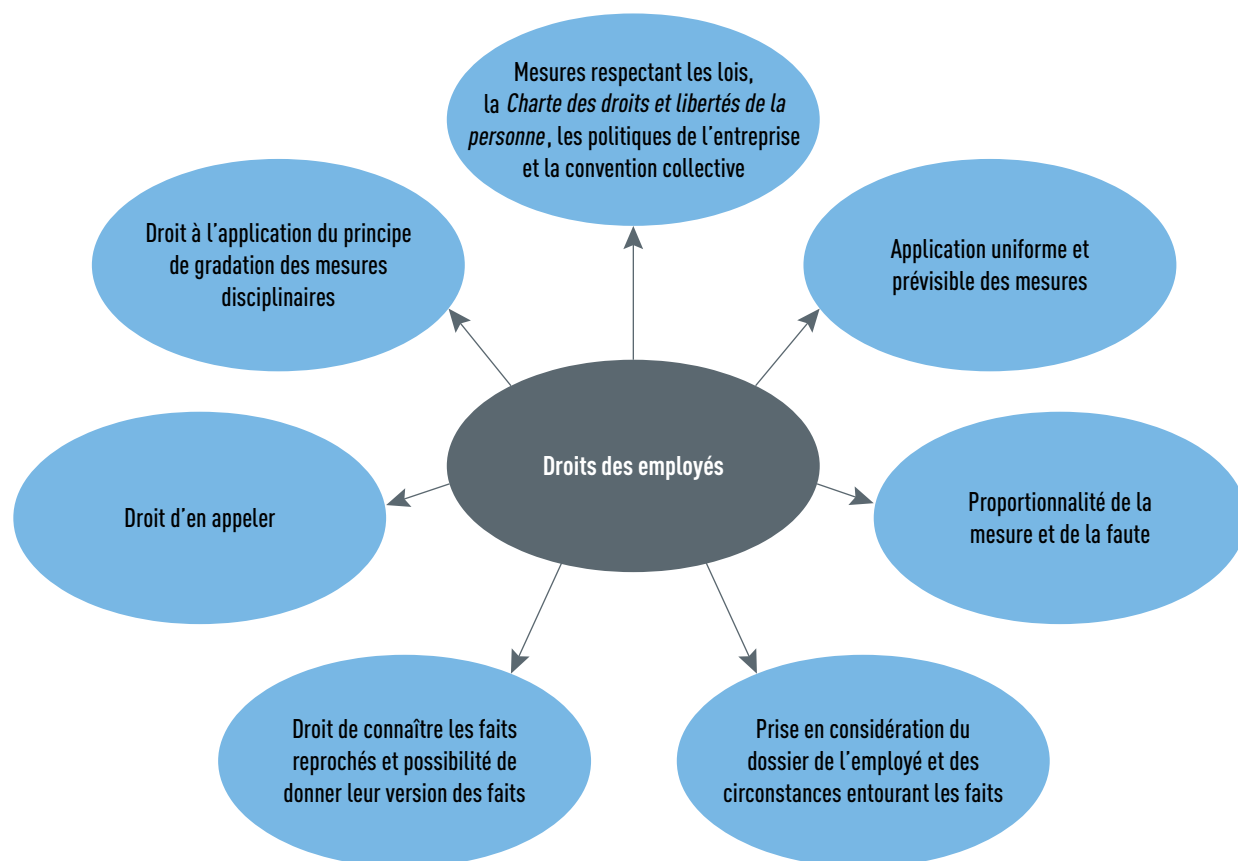 Mesures respectant les lois,
la Charte des droits et libertés de la
personne, les politiques de l’entreprise
et la convention collective
Droit à l’application du principe
de gradation des mesures
disciplinaires
Application uniforme et
prévisible des mesures
Droits des employés
Droit d’en appeler
Proportionnalité de la
mesure et de la faute
Droit de connaître les faits
reprochés et possibilité de
donner leur version des faits
Prise en considération du
dossier de l’employé et des
circonstances entourant les faits